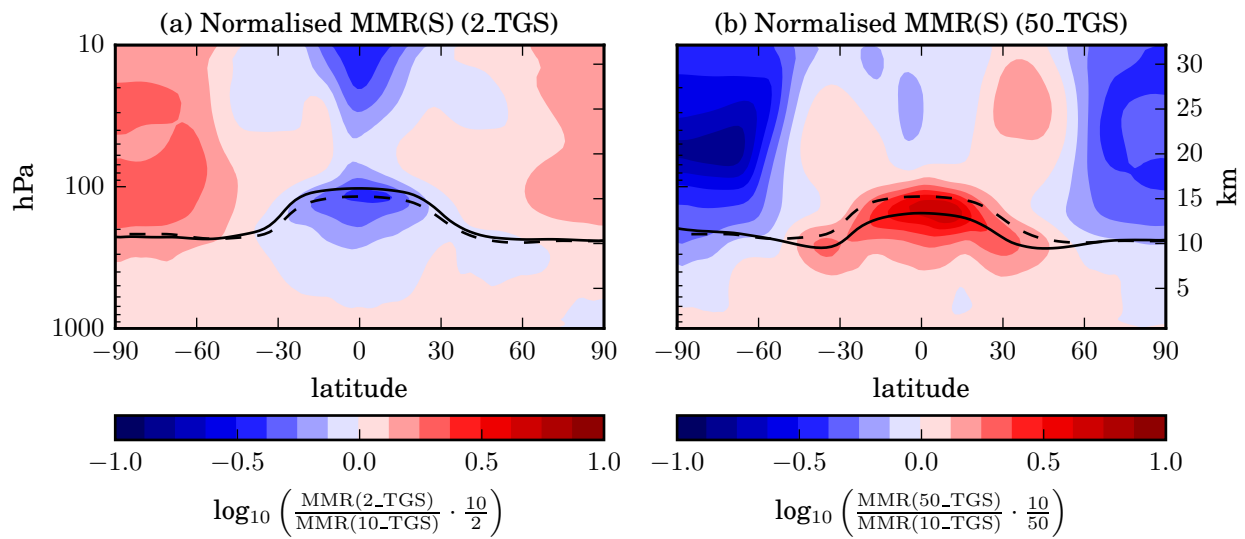 (a) Normalised MMR(S) (2_TGS)
(b) Normalised MMR(S) (50_TGS)
10
100
1000
hPa
−90 −60 −30 0 30 60 90
latitude
−90 −60 −30 0 30 60 90
latitude
30
25
20
15
10
5
km
−1.0 −0.5 0.0 0.5 1.0
−1.0 −0.5 0.0 0.5 1.0
log₁₀ (MMR(2_TGS)/MMR(10_TGS) · 10/2)
log₁₀ (MMR(50_TGS)/MMR(10_TGS) · 10/50)